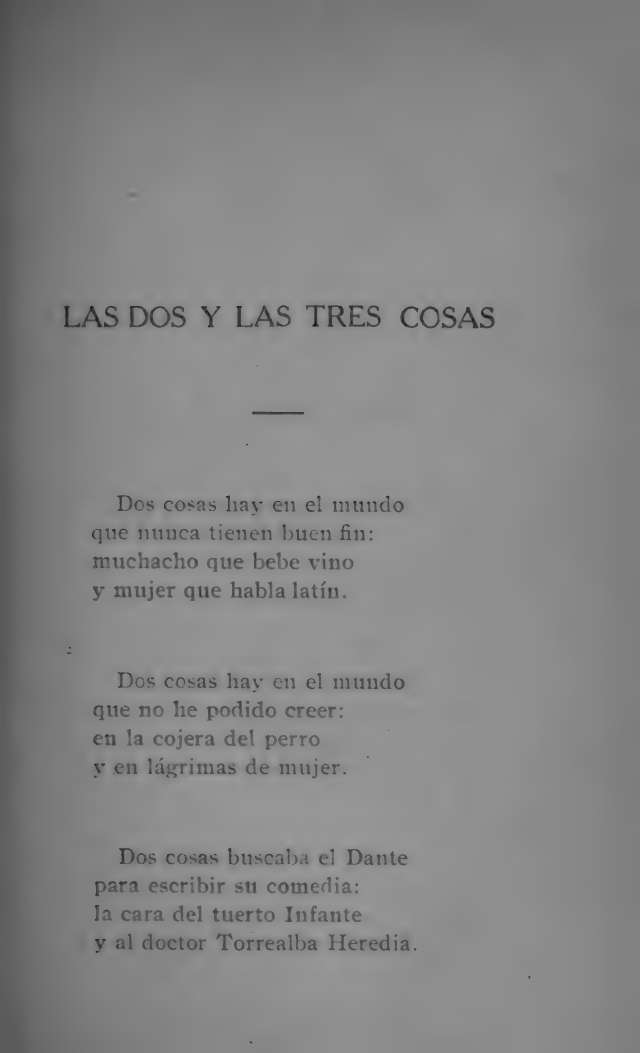 LAS DOS Y LAS TRES COSAS
Dos cosas hay en el mundo
que nunca tienen buen fin:
muchacho que bebe vino
y mujer que habla latín.
Dos cosas hay en el mundo
que no he podido creer:
en la cojera del perro
y en lágrimas de mujer.
Dos cosas buscaba el Dante
para escribir su comedia:
la cara del tuerto Infante
y al doctor Torrealba Heredia.